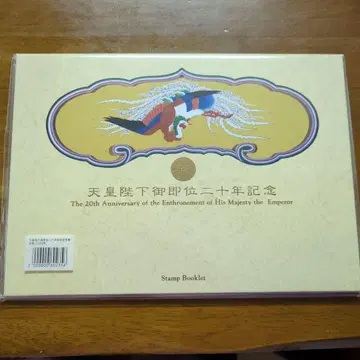 天皇陛下御即位二十年記念
The 20th Anniversary of the Enthronement of His Majesty the Emperor
Stamp Booklet